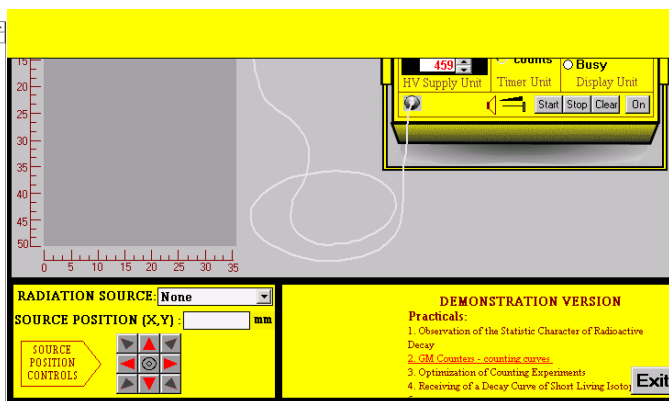 459
counts
Busy
HV Supply Unit
Timer Unit
Display Unit
Start
Stop
Clear
On
15
20
25
30
35
40
45
50
0 5 10 15 20 25 30 35
RADIATION SOURCE: None
SOURCE POSITION (X,Y) : mm
SOURCE
POSITION
CONTROLS
DEMONSTRATION VERSION
Practicals:
1. Observation of the Statistic Character of Radioactive
Decay
2. GM Counters - counting curves
3. Optimization of Counting Experiments
4. Receiving of a Decay Curve of Short Living
Exit